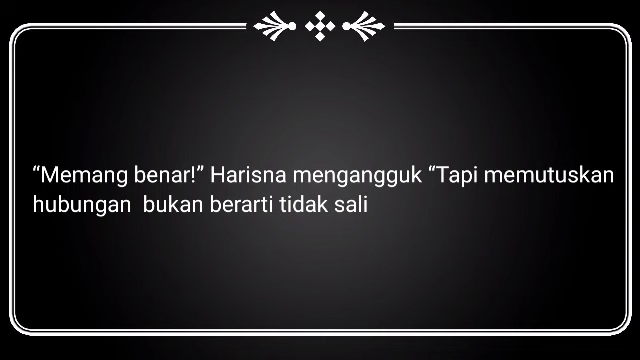 “Memang benar!” Harisna mengangguk “Tapi memutuskan
hubungan  bukan berarti tidak sali